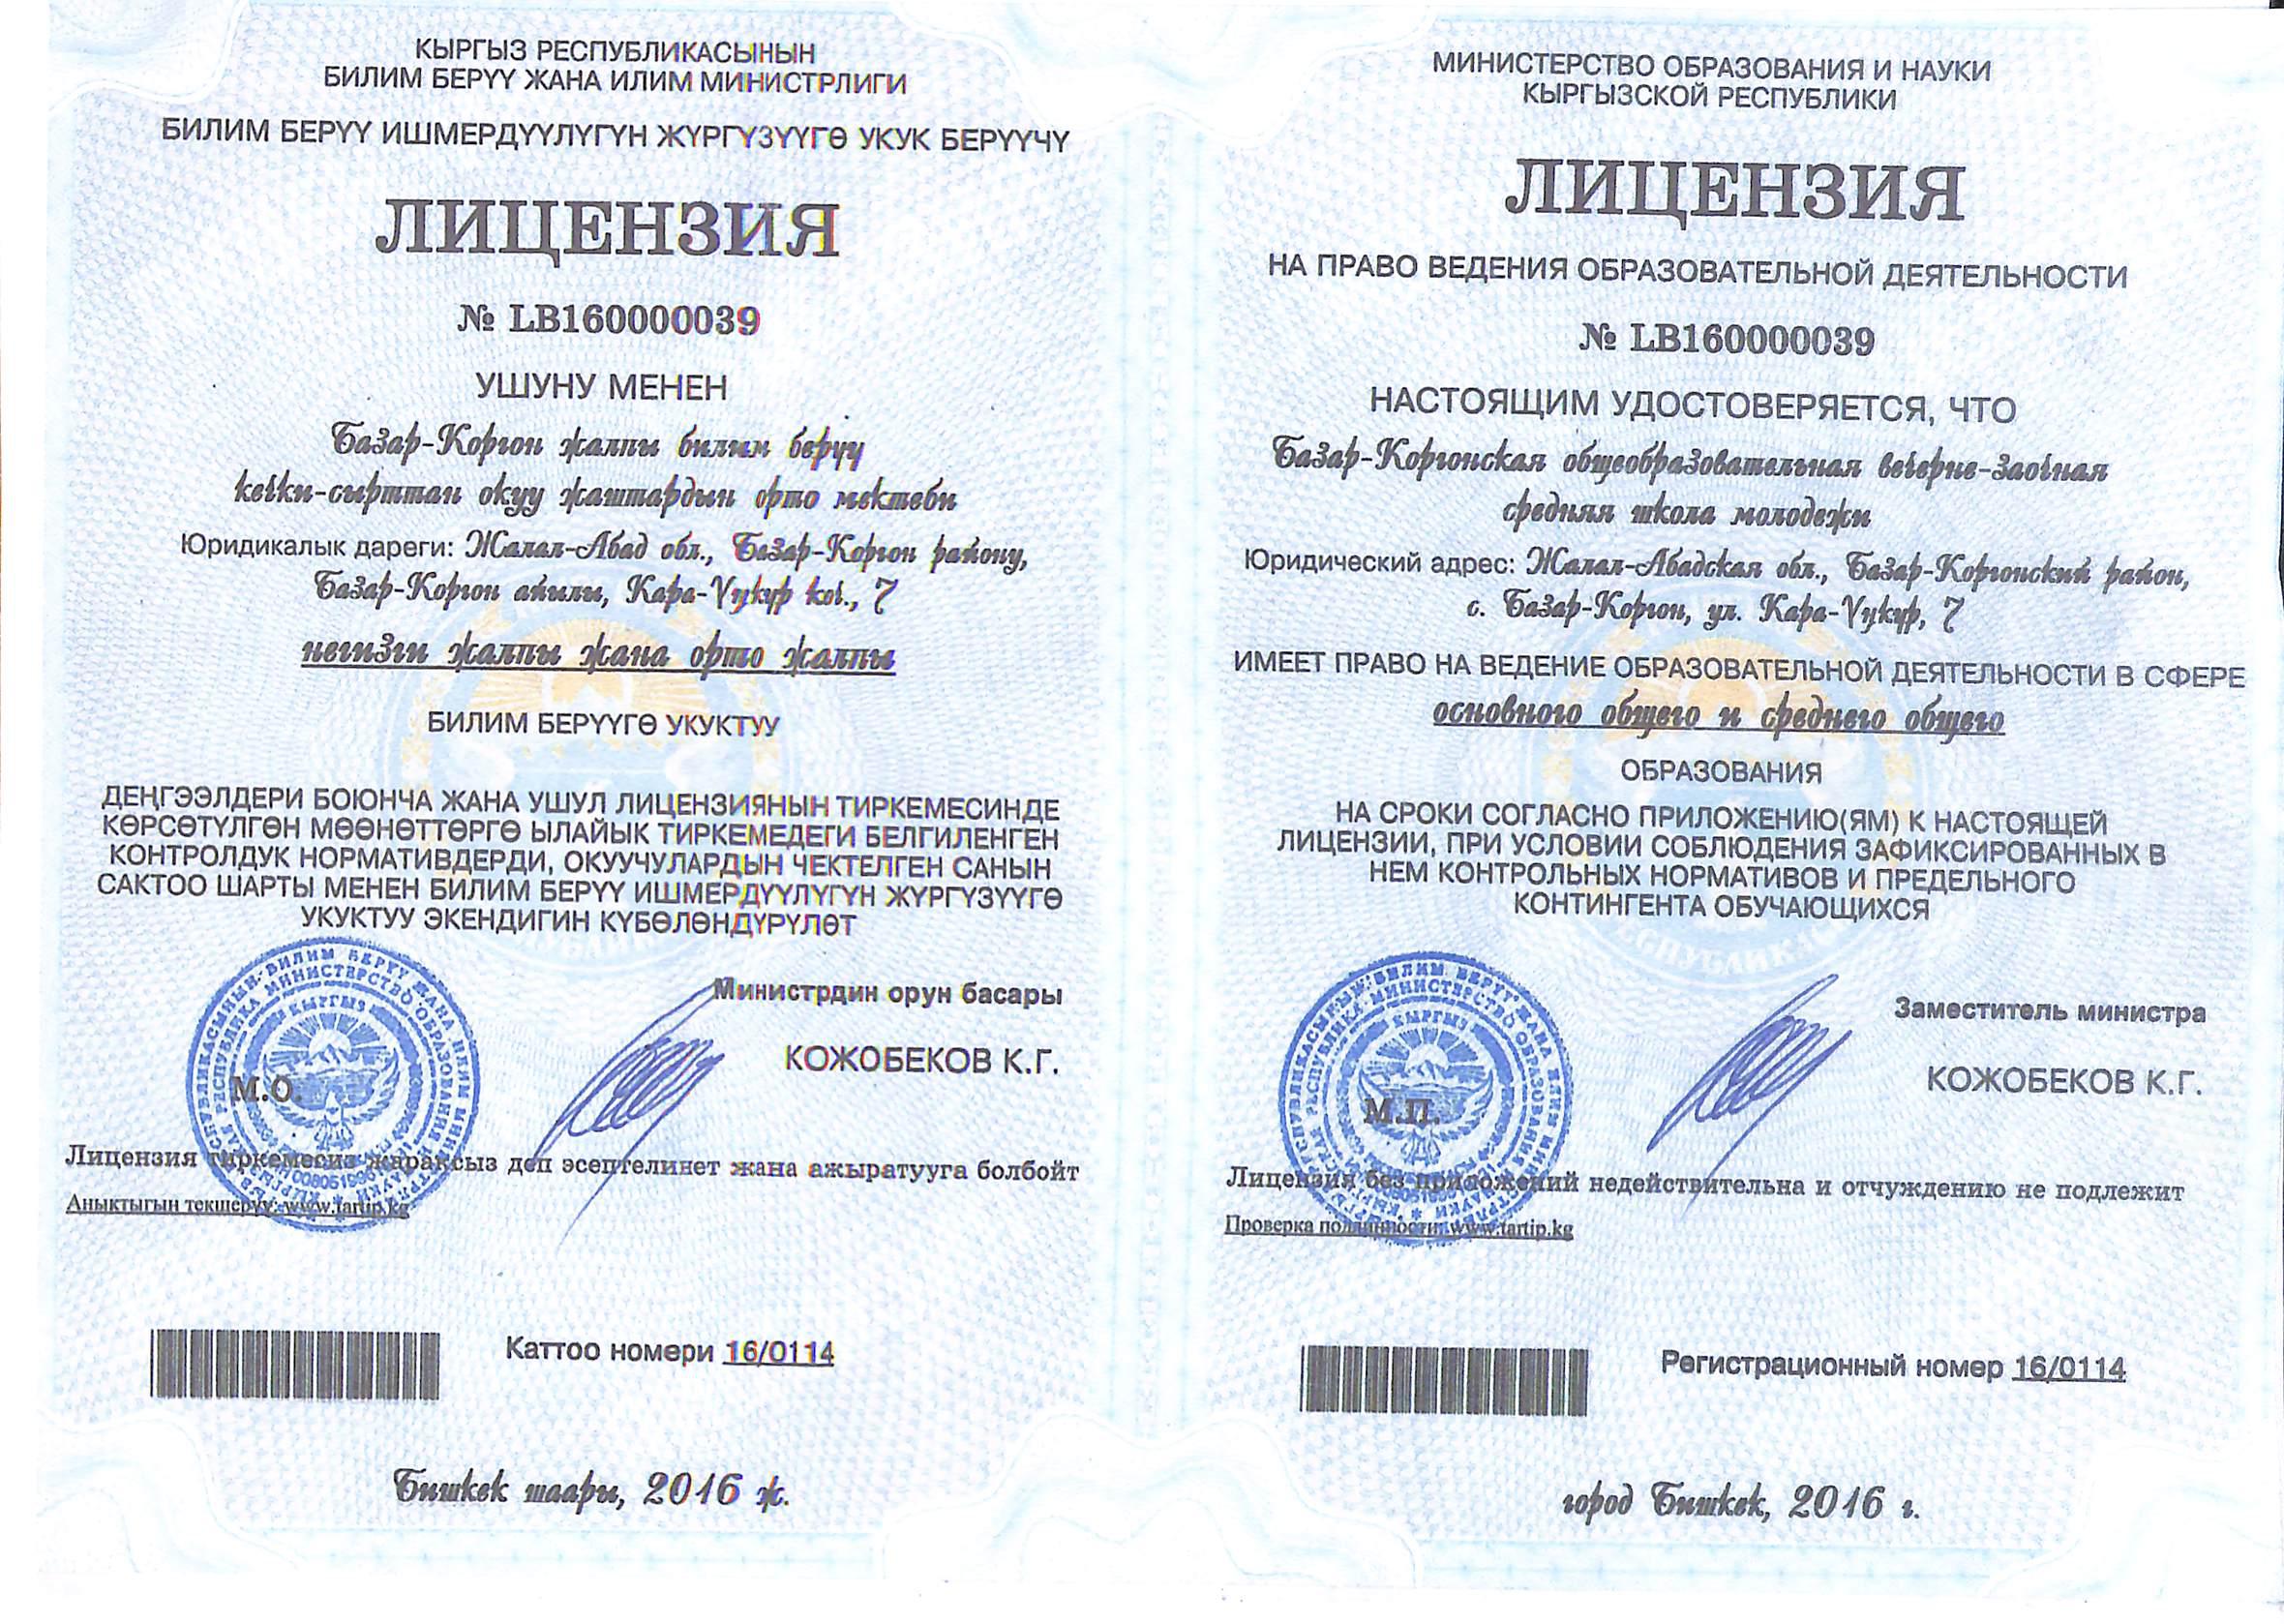 КЫРГЫЗ РЕСПУБЛИКАСЫНЫН
БИЛИМ БЕРҮҮ ЖАНА ИЛИМ МИНИСТРЛИГИ
БИЛИМ БЕРҮҮ ИШМЕРДҮҮЛҮГҮН ЖҮРГҮЗҮҮГӨ УКУК БЕРҮҮЧҮ
ЛИЦЕНЗИЯ
№ LB160000039
УШУНУ МЕНЕН
Базар-Коргон жалпы билим берүү
кечки-сырттан окуу жаштардын орто мектеби
Юридикалык дареги: Жалал-Абад обл., Базар-Коргон району,
Базар-Коргон айылы, Кара-Үңкүр көч., 7
негизги жалпы жана орто жалпы
БИЛИМ БЕРҮҮГӨ УКУКТУУ
ДЕҢГЭЭЛДЕРИ БОЮНЧА ЖАНА УШУЛ ЛИЦЕНЗИЯНЫН ТИРКЕМЕСИНДЕ
КӨРСӨТҮЛГӨН МӨӨНӨТТӨРГӨ ЫЛАЙЫК ТИРКЕМЕДЕГИ БЕЛГИЛЕНГЕН
КОНТРОЛДУК НОРМАТИВДЕРДИ, ОКУУЧУЛАРДЫН ЧЕКТЕЛГЕН САНЫН
САКТОО ШАРТЫ МЕНЕН БИЛИМ БЕРҮҮ ИШМЕРДҮҮЛҮГҮН ЖҮРГҮЗҮҮГӨ
УКУКТУУ ЭКЕНДИГИН КҮБӨЛӨНДҮРҮЛӨТ
Министрдин орун басары
КОЖОБЕКОВ К.Г.
М.О.
КЫРГЫЗ
Лицензия тиркемесиз жараксыз деп эсептелинет жана ажыратууга болбойт
Аныктыгын текшерүү: www.tartip.kg
Каттоо номери 16/0114
Бишкек шаары, 2016 ж.
МИНИСТЕРСТВО ОБРАЗОВАНИЯ И НАУКИ
КЫРГЫЗСКОЙ РЕСПУБЛИКИ
ЛИЦЕНЗИЯ
НА ПРАВО ВЕДЕНИЯ ОБРАЗОВАТЕЛЬНОЙ ДЕЯТЕЛЬНОСТИ
№ LB160000039
НАСТОЯЩИМ УДОСТОВЕРЯЕТСЯ, ЧТО
Базар-Коргонская общеобразовательная вечерне-заочная
средняя школа молодежи
Юридический адрес: Жалал-Абадская обл., Базар-Коргонский район,
с. Базар-Коргон, ул. Кара-Үңкүр, 7
ИМЕЕТ ПРАВО НА ВЕДЕНИЕ ОБРАЗОВАТЕЛЬНОЙ ДЕЯТЕЛЬНОСТИ В СФЕРЕ
основного общего и среднего общего
ОБРАЗОВАНИЯ
НА СРОКИ СОГЛАСНО ПРИЛОЖЕНИЮ(ЯМ) К НАСТОЯЩЕЙ
ЛИЦЕНЗИИ, ПРИ УСЛОВИИ СОБЛЮДЕНИЯ ЗАФИКСИРОВАННЫХ В
НЕМ КОНТРОЛЬНЫХ НОРМАТИВОВ И ПРЕДЕЛЬНОГО
КОНТИНГЕНТА ОБУЧАЮЩИХСЯ
Заместитель министра
КОЖОБЕКОВ К.Г.
М.П.
КЫРГЫЗ
Лицензия без приложений недействительна и отчуждению не подлежит
Проверка подлинности: www.tartip.kg
Регистрационный номер 16/0114
город Бишкек, 2016 г.